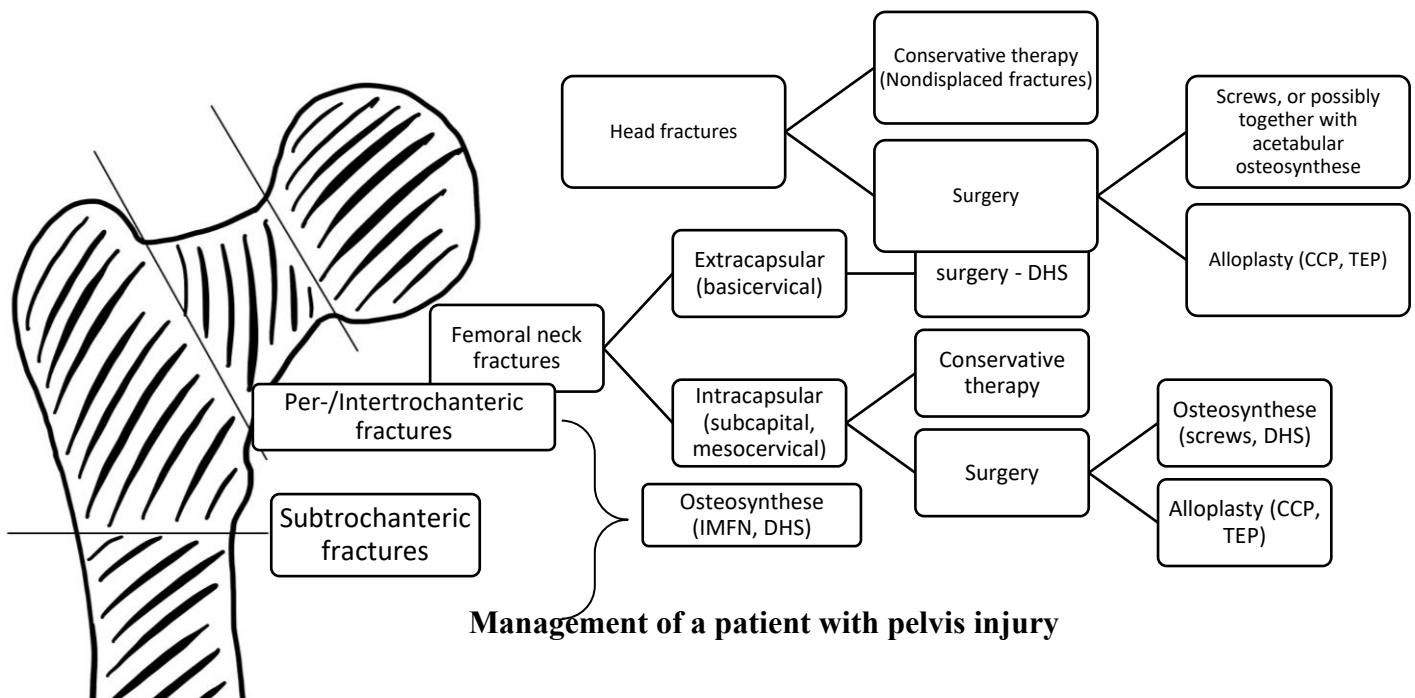 Conservative therapy
(Nondisplaced fractures)
Head fractures
Surgery
Screws, or possibly
together with
acetabular
osteosynthese
Alloplasty (CCP, TEP)
Femoral neck
fractures
Extracapsular
(basicervical)
surgery - DHS
Intracapsular
(subcapital,
mesocervical)
Conservative
therapy
Surgery
Osteosynthese
(screws, DHS)
Alloplasty (CCP,
TEP)
Per-/Intertrochanteric
fractures
Subtrochanteric
fractures
Osteosynthese
(IMFN, DHS)
Management of a patient with pelvis injury